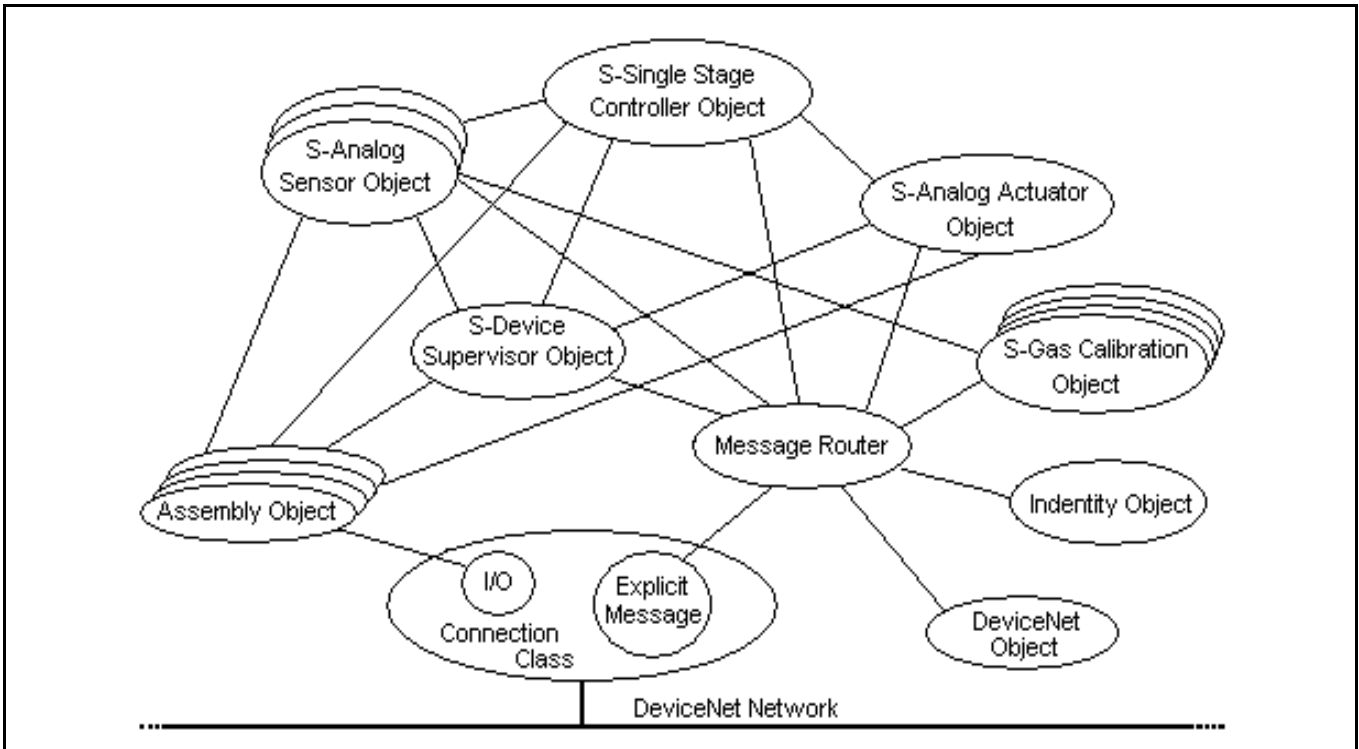 S-Single Stage
Controller Object
S-Analog
Sensor Object
S-Analog Actuator
Object
S-Device
Supervisor Object
S-Gas Calibration
Object
Message Router
Assembly Object
Indentity Object
I/O
Explicit
Message
Connection
Class
DeviceNet
Object
DeviceNet Network